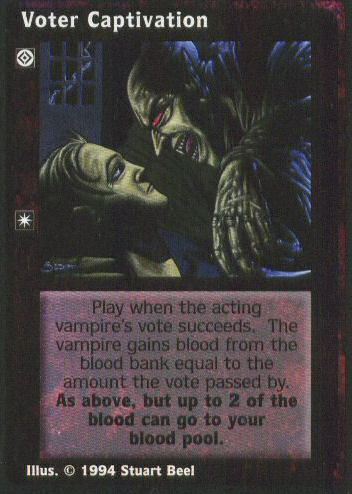 Voter Captivation
Play when the acting
vampire's vote succeeds. The
vampire gains blood from the
blood bank equal to the
amount the vote passed by.
As above, but up to 2 of the
blood can go to your
blood pool.
Illus. © 1994 Stuart Beel